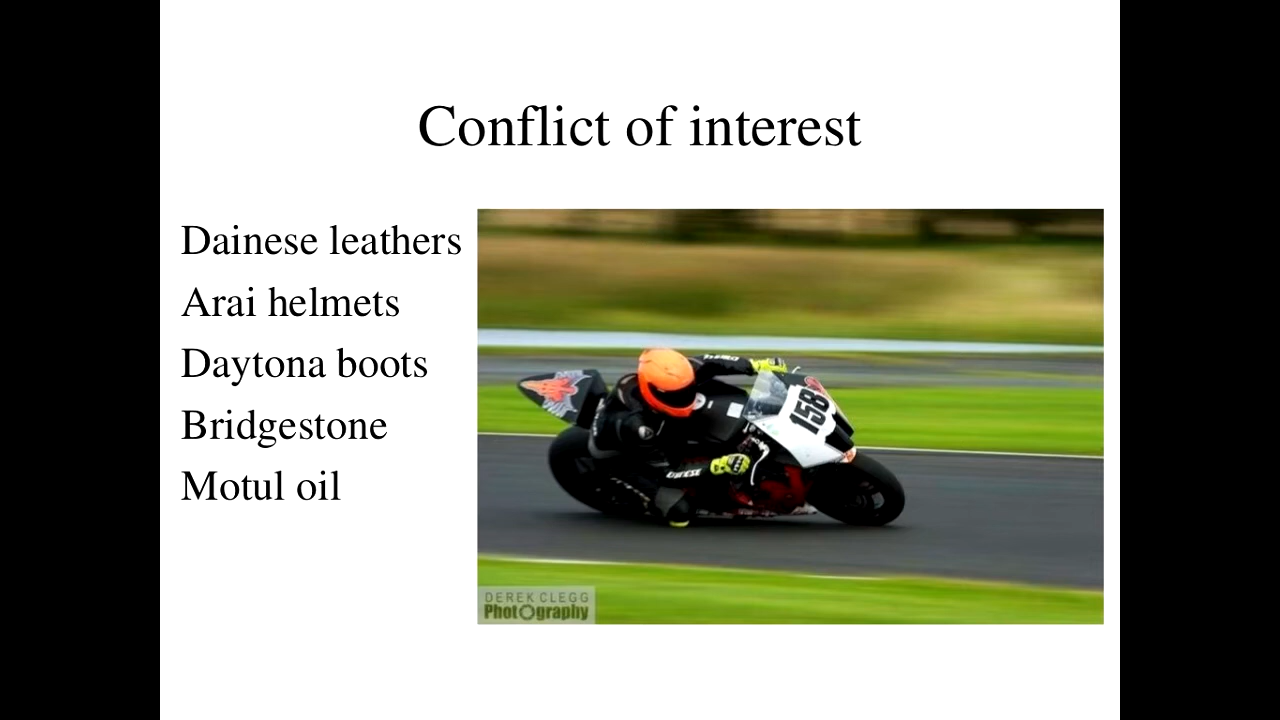 Conflict of interest
Dainese leathers
Arai helmets
Daytona boots
Bridgestone
Motul oil
158
DEREK CLEGG
Photography